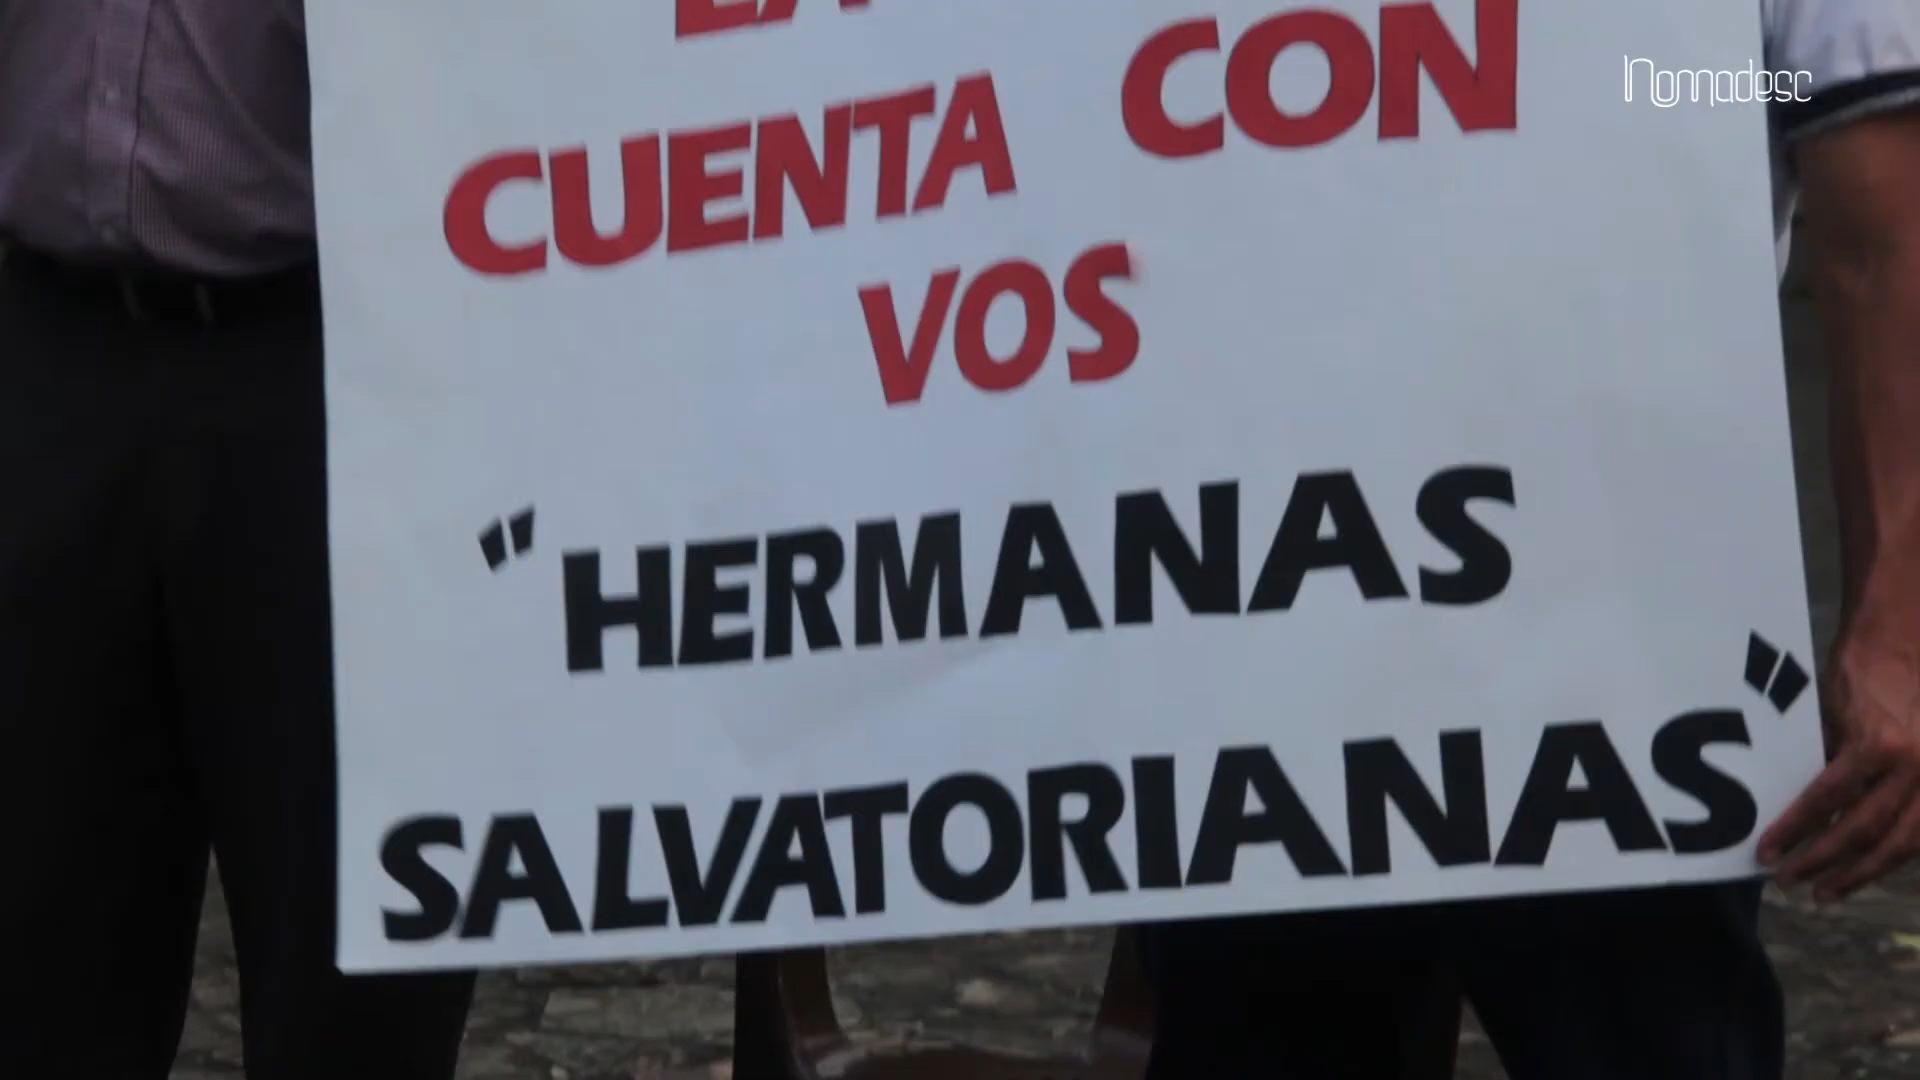 CUENTA CON
VOS
"HERMANAS
SALVATORIANAS"
Nomadesc